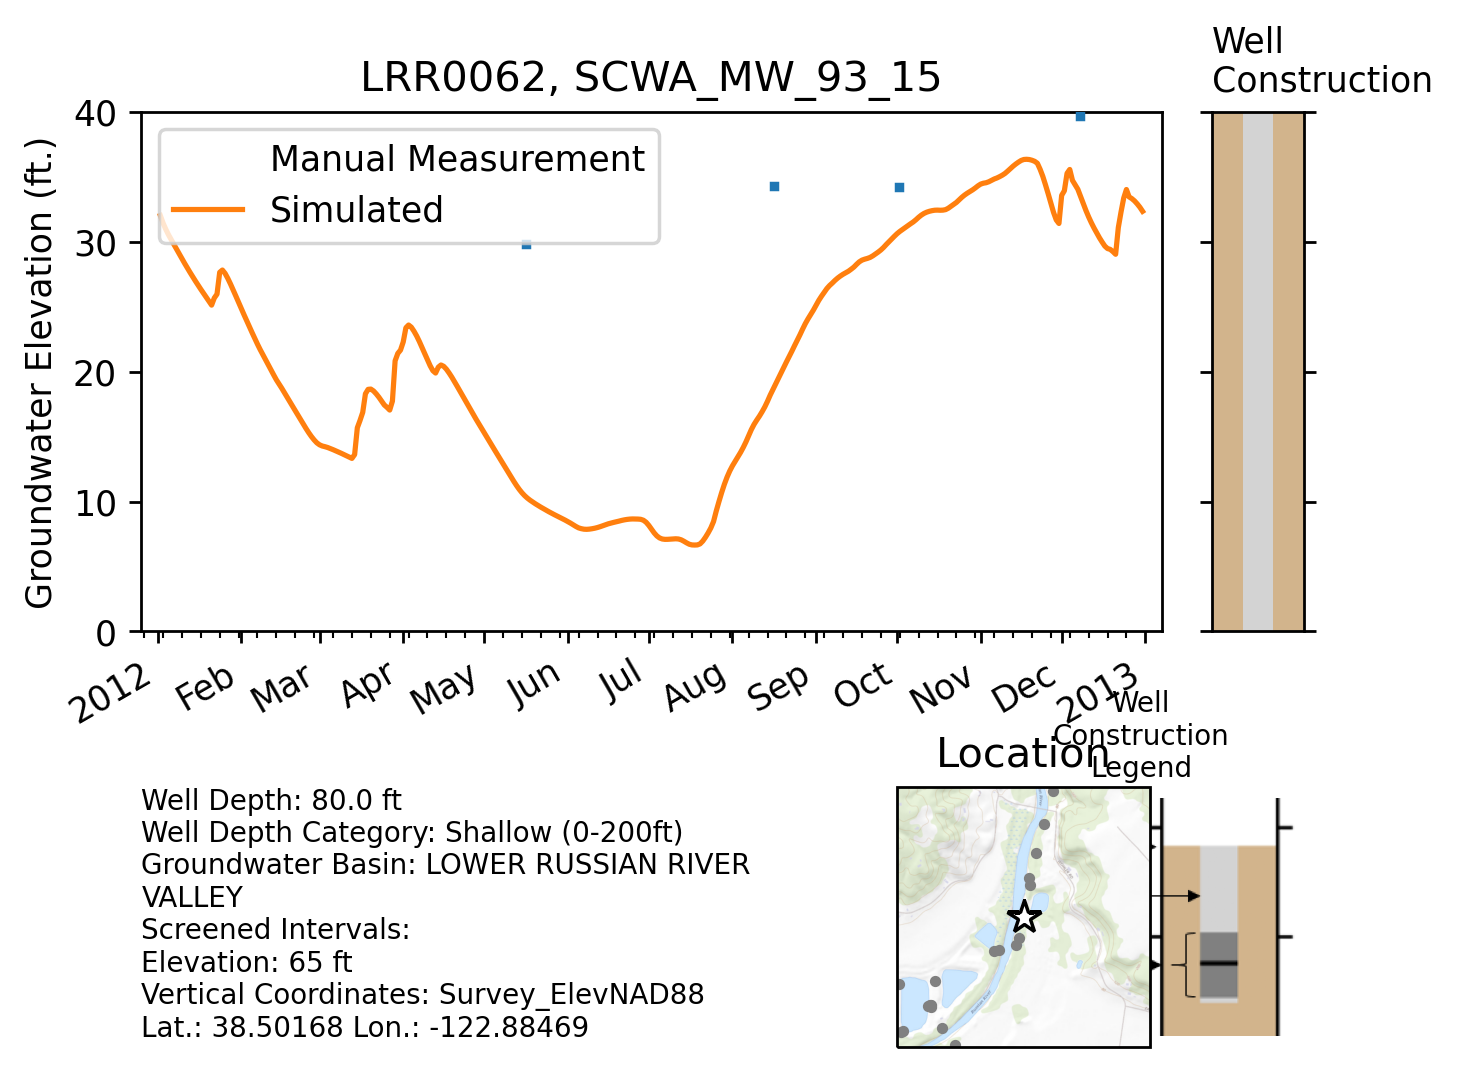 Well
Construction
LRR0062, SCWA_MW_93_15
Groundwater Elevation (ft.)
40
30
20
10
0
Manual Measurement
Simulated
2012
Feb
Mar
Apr
May
Jun
Jul
Aug
Sep
Oct
Nov
Dec
2013
Well
Construction
Legend
Location
Well Depth: 80.0 ft
Well Depth Category: Shallow (0-200ft)
Groundwater Basin: LOWER RUSSIAN RIVER
VALLEY
Screened Intervals:
Elevation: 65 ft
Vertical Coordinates: Survey_ElevNAD88
Lat.: 38.50168 Lon.: -122.88469